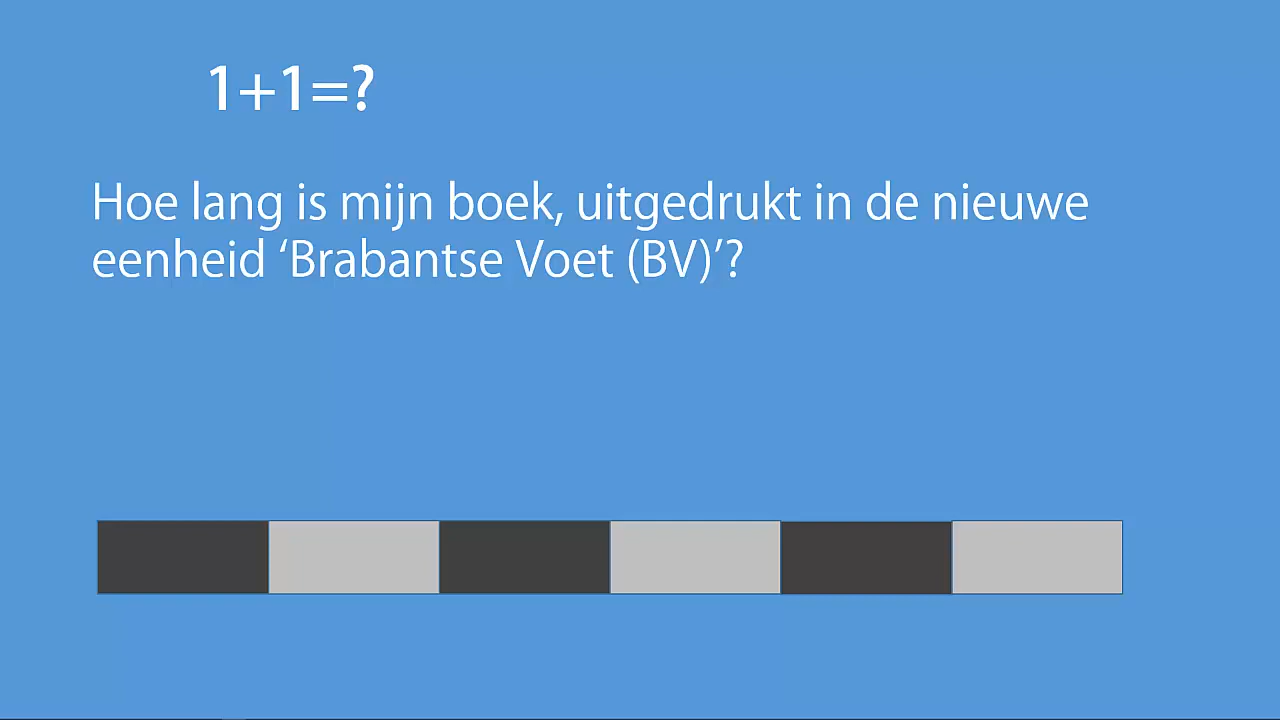 1+1=?
Hoe lang is mijn boek, uitgedrukt in de nieuwe
eenheid ‘Brabantse Voet (BV)’?